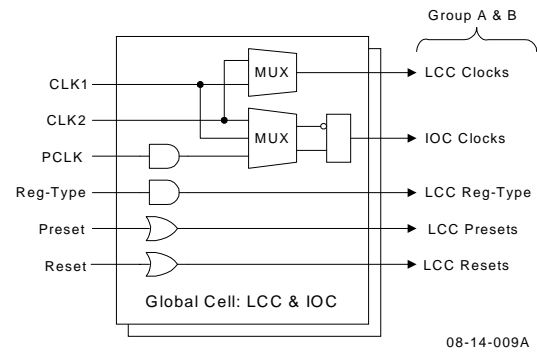 Group A & B
MUX
LCC Clocks
CLK1
CLK2
MUX
IOC Clocks
PCLK
Reg-Type
LCC Reg-Type
Preset
LCC Presets
Reset
LCC Resets
Global Cell: LCC & IOC
08-14-009A